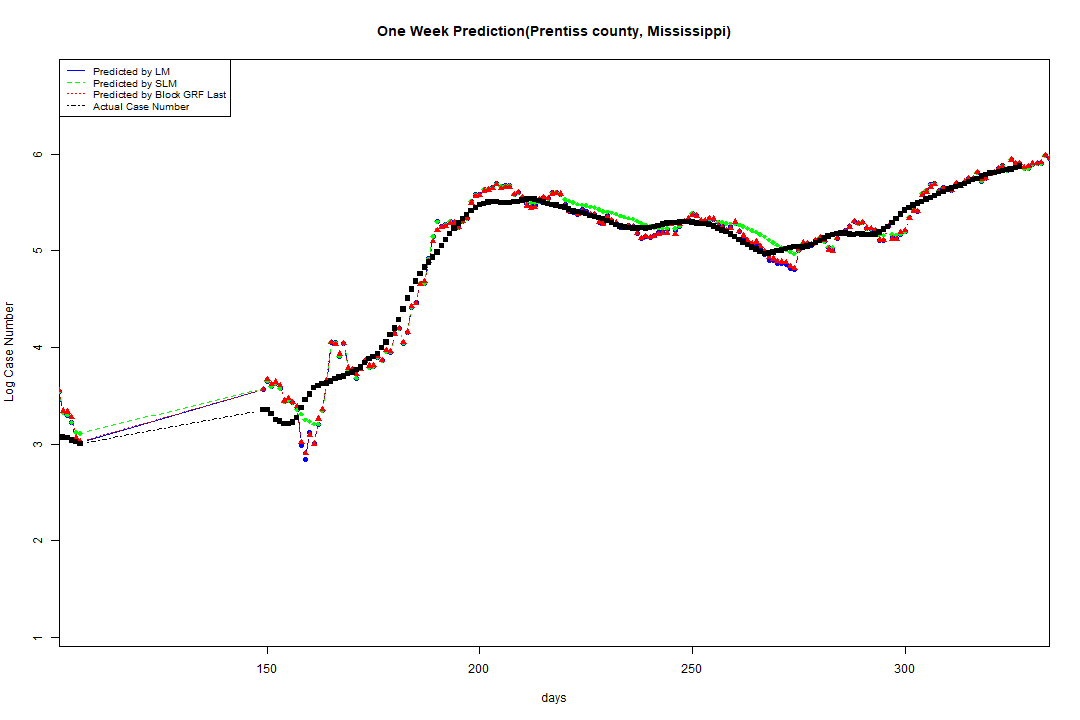 One Week Prediction(Prentiss county, Mississippi)
Predicted by LM
Predicted by SLM
Predicted by Block GRF Last
Actual Case Number
Log Case Number
6
5
4
3
2
1
150 200 250 300
days